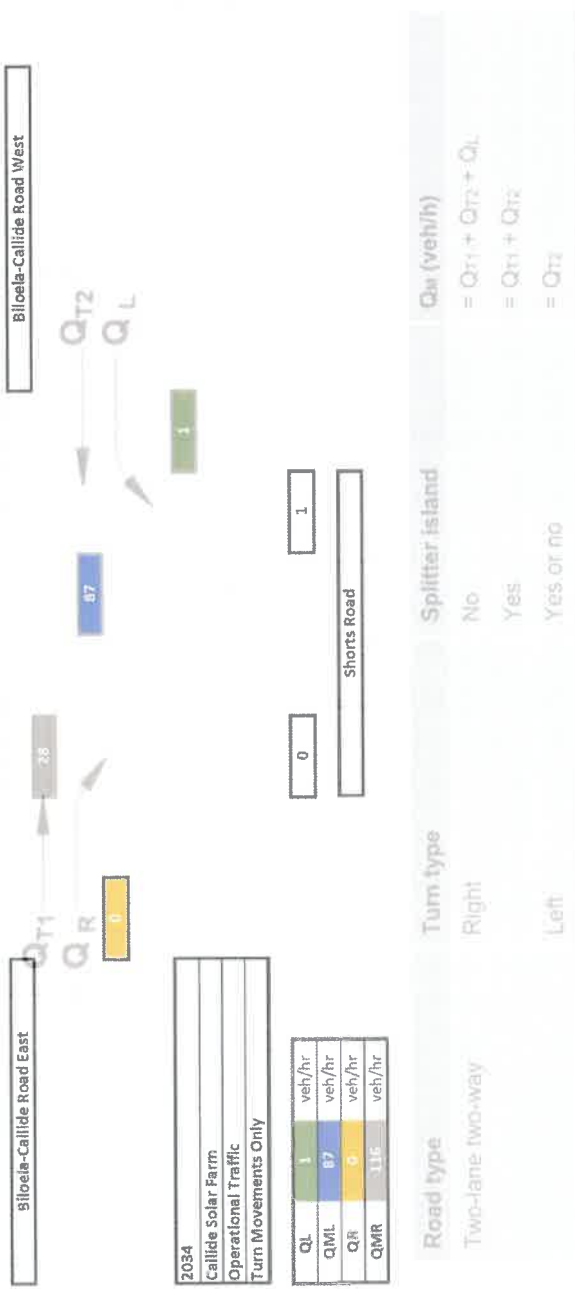 Biloela-Callide Road East
Biloela-Callide Road West
QT1
28
QT2
QR
87
QL
0
1
2034
Callide Solar Farm
Operational Traffic
Turn Movements Only
0
1
Shorts Road
QL 1 veh/hr
QML 87 veh/hr
QR 0 veh/hr
QMR 116 veh/hr
Road type Turn type Splitter island QM (veh/h)
Two-lane two-way Right No = QT1 + QT2 + QL
Yes = QT1 + QT2
Left Yes or no = QT2